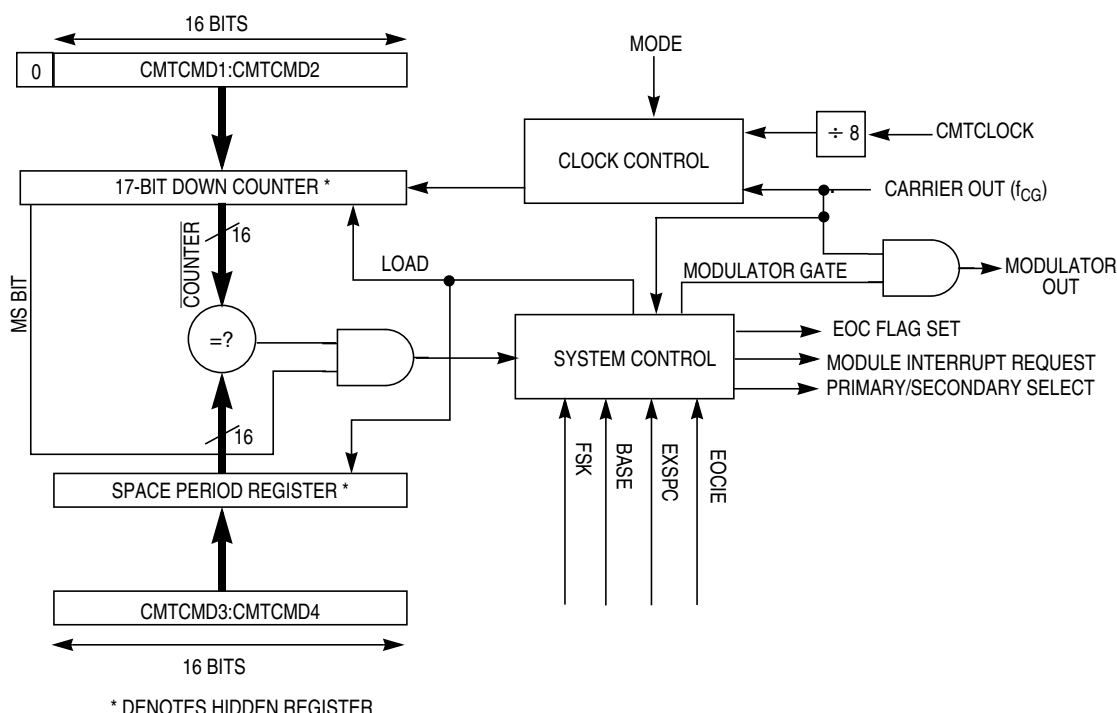 16 BITS
MODE
0
CMTCMD1:CMTCMD2
÷ 8
CMTCLOCK
CLOCK CONTROL
17-BIT DOWN COUNTER *
CARRIER OUT (fCG)
16
COUNTER
LOAD
MODULATOR GATE
MODULATOR
OUT
MS BIT
=?
EOC FLAG SET
SYSTEM CONTROL
MODULE INTERRUPT REQUEST
PRIMARY/SECONDARY SELECT
16
FSK
BASE
EXSPC
EOCIE
SPACE PERIOD REGISTER *
CMTCMD3:CMTCMD4
16 BITS
* DENOTES HIDDEN REGISTER